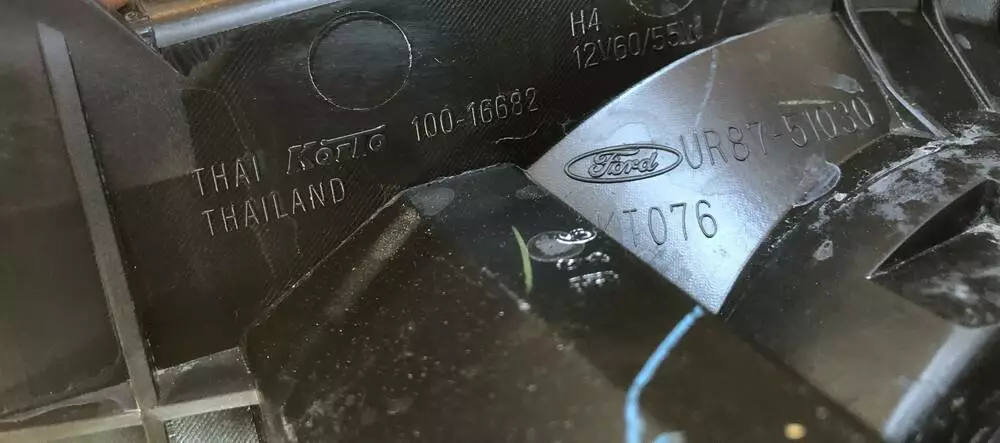 H4
12V60/55W
THAI KOITO 100-16682
THAILAND
Ford UR87-51030
KT076